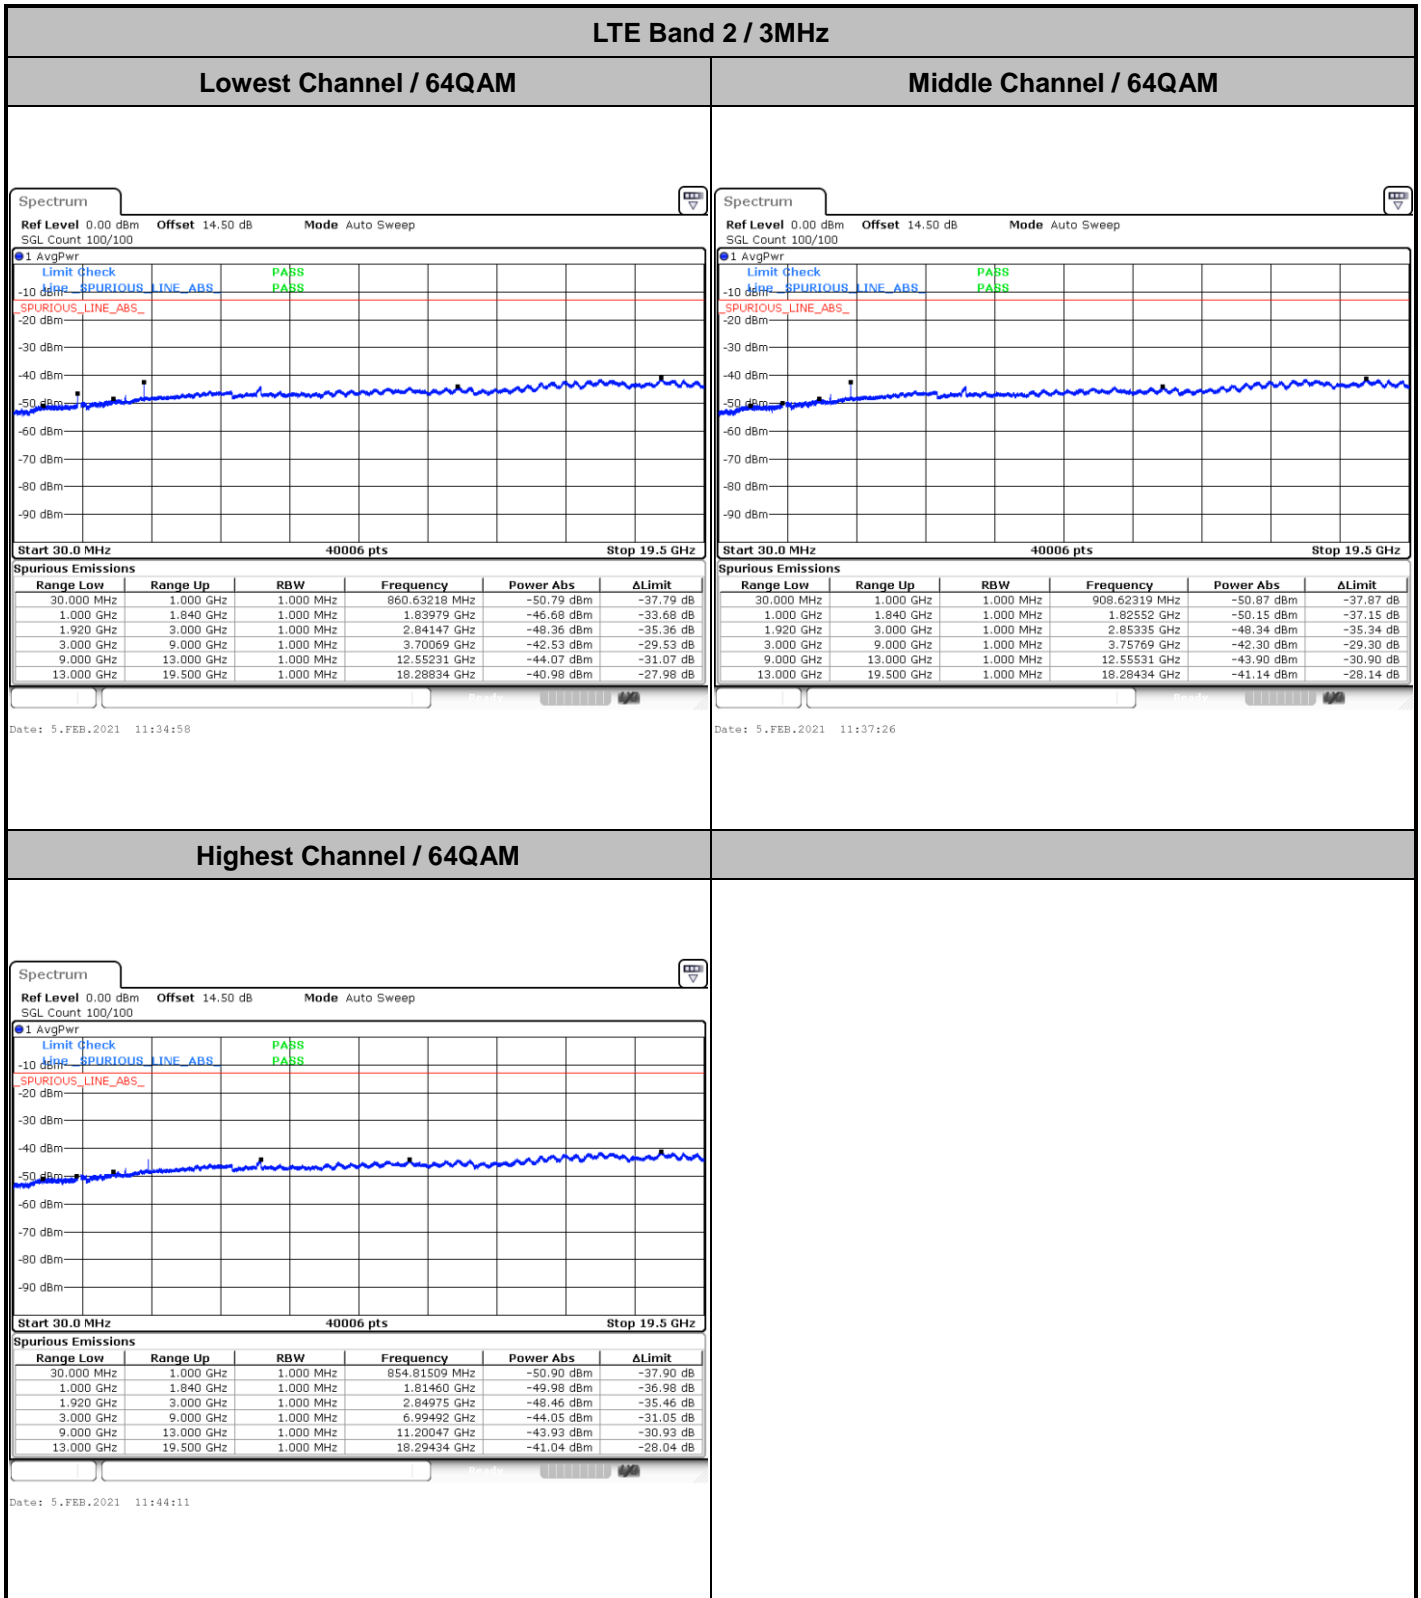 LTE Band 2 / 3MHz
Lowest Channel / 64QAM
Middle Channel / 64QAM
Spectrum
Ref Level 0.00 dBm Offset 14.50 dB Mode Auto Sweep
SGL Count 100/100
1 AvgPwr
Limit Check PASS
Line _SPURIOUS_LINE_ABS_ PASS
-10 dBm
_SPURIOUS_LINE_ABS_
-20 dBm
-30 dBm
-40 dBm
-50 dBm
-60 dBm
-70 dBm
-80 dBm
-90 dBm
Start 30.0 MHz 40006 pts Stop 19.5 GHz
Spurious Emissions
Range Low Range Up RBW Frequency Power Abs ΔLimit
30.000 MHz 1.000 GHz 1.000 MHz 860.63218 MHz -50.79 dBm -37.79 dB
1.000 GHz 1.840 GHz 1.000 MHz 1.83979 GHz -46.68 dBm -33.68 dB
1.920 GHz 3.000 GHz 1.000 MHz 2.84147 GHz -48.36 dBm -35.36 dB
3.000 GHz 9.000 GHz 1.000 MHz 3.70069 GHz -42.53 dBm -29.53 dB
9.000 GHz 13.000 GHz 1.000 MHz 12.55231 GHz -44.07 dBm -31.07 dB
13.000 GHz 19.500 GHz 1.000 MHz 18.28834 GHz -40.98 dBm -27.98 dB
Ready
Date: 5.FEB.2021 11:34:58
Spectrum
Ref Level 0.00 dBm Offset 14.50 dB Mode Auto Sweep
SGL Count 100/100
1 AvgPwr
Limit Check PASS
Line _SPURIOUS_LINE_ABS_ PASS
-10 dBm
_SPURIOUS_LINE_ABS_
-20 dBm
-30 dBm
-40 dBm
-50 dBm
-60 dBm
-70 dBm
-80 dBm
-90 dBm
Start 30.0 MHz 40006 pts Stop 19.5 GHz
Spurious Emissions
Range Low Range Up RBW Frequency Power Abs ΔLimit
30.000 MHz 1.000 GHz 1.000 MHz 908.62319 MHz -50.87 dBm -37.87 dB
1.000 GHz 1.840 GHz 1.000 MHz 1.82552 GHz -50.15 dBm -37.15 dB
1.920 GHz 3.000 GHz 1.000 MHz 2.85335 GHz -48.34 dBm -35.34 dB
3.000 GHz 9.000 GHz 1.000 MHz 3.75769 GHz -42.30 dBm -29.30 dB
9.000 GHz 13.000 GHz 1.000 MHz 12.55531 GHz -43.90 dBm -30.90 dB
13.000 GHz 19.500 GHz 1.000 MHz 18.28434 GHz -41.14 dBm -28.14 dB
Ready
Date: 5.FEB.2021 11:37:26
Highest Channel / 64QAM
Spectrum
Ref Level 0.00 dBm Offset 14.50 dB Mode Auto Sweep
SGL Count 100/100
1 AvgPwr
Limit Check PASS
Line _SPURIOUS_LINE_ABS_ PASS
-10 dBm
_SPURIOUS_LINE_ABS_
-20 dBm
-30 dBm
-40 dBm
-50 dBm
-60 dBm
-70 dBm
-80 dBm
-90 dBm
Start 30.0 MHz 40006 pts Stop 19.5 GHz
Spurious Emissions
Range Low Range Up RBW Frequency Power Abs ΔLimit
30.000 MHz 1.000 GHz 1.000 MHz 854.81509 MHz -50.90 dBm -37.90 dB
1.000 GHz 1.840 GHz 1.000 MHz 1.81460 GHz -49.98 dBm -36.98 dB
1.920 GHz 3.000 GHz 1.000 MHz 2.84975 GHz -48.46 dBm -35.46 dB
3.000 GHz 9.000 GHz 1.000 MHz 6.99492 GHz -44.05 dBm -31.05 dB
9.000 GHz 13.000 GHz 1.000 MHz 11.20047 GHz -43.93 dBm -30.93 dB
13.000 GHz 19.500 GHz 1.000 MHz 18.29434 GHz -41.04 dBm -28.04 dB
Ready
Date: 5.FEB.2021 11:44:11